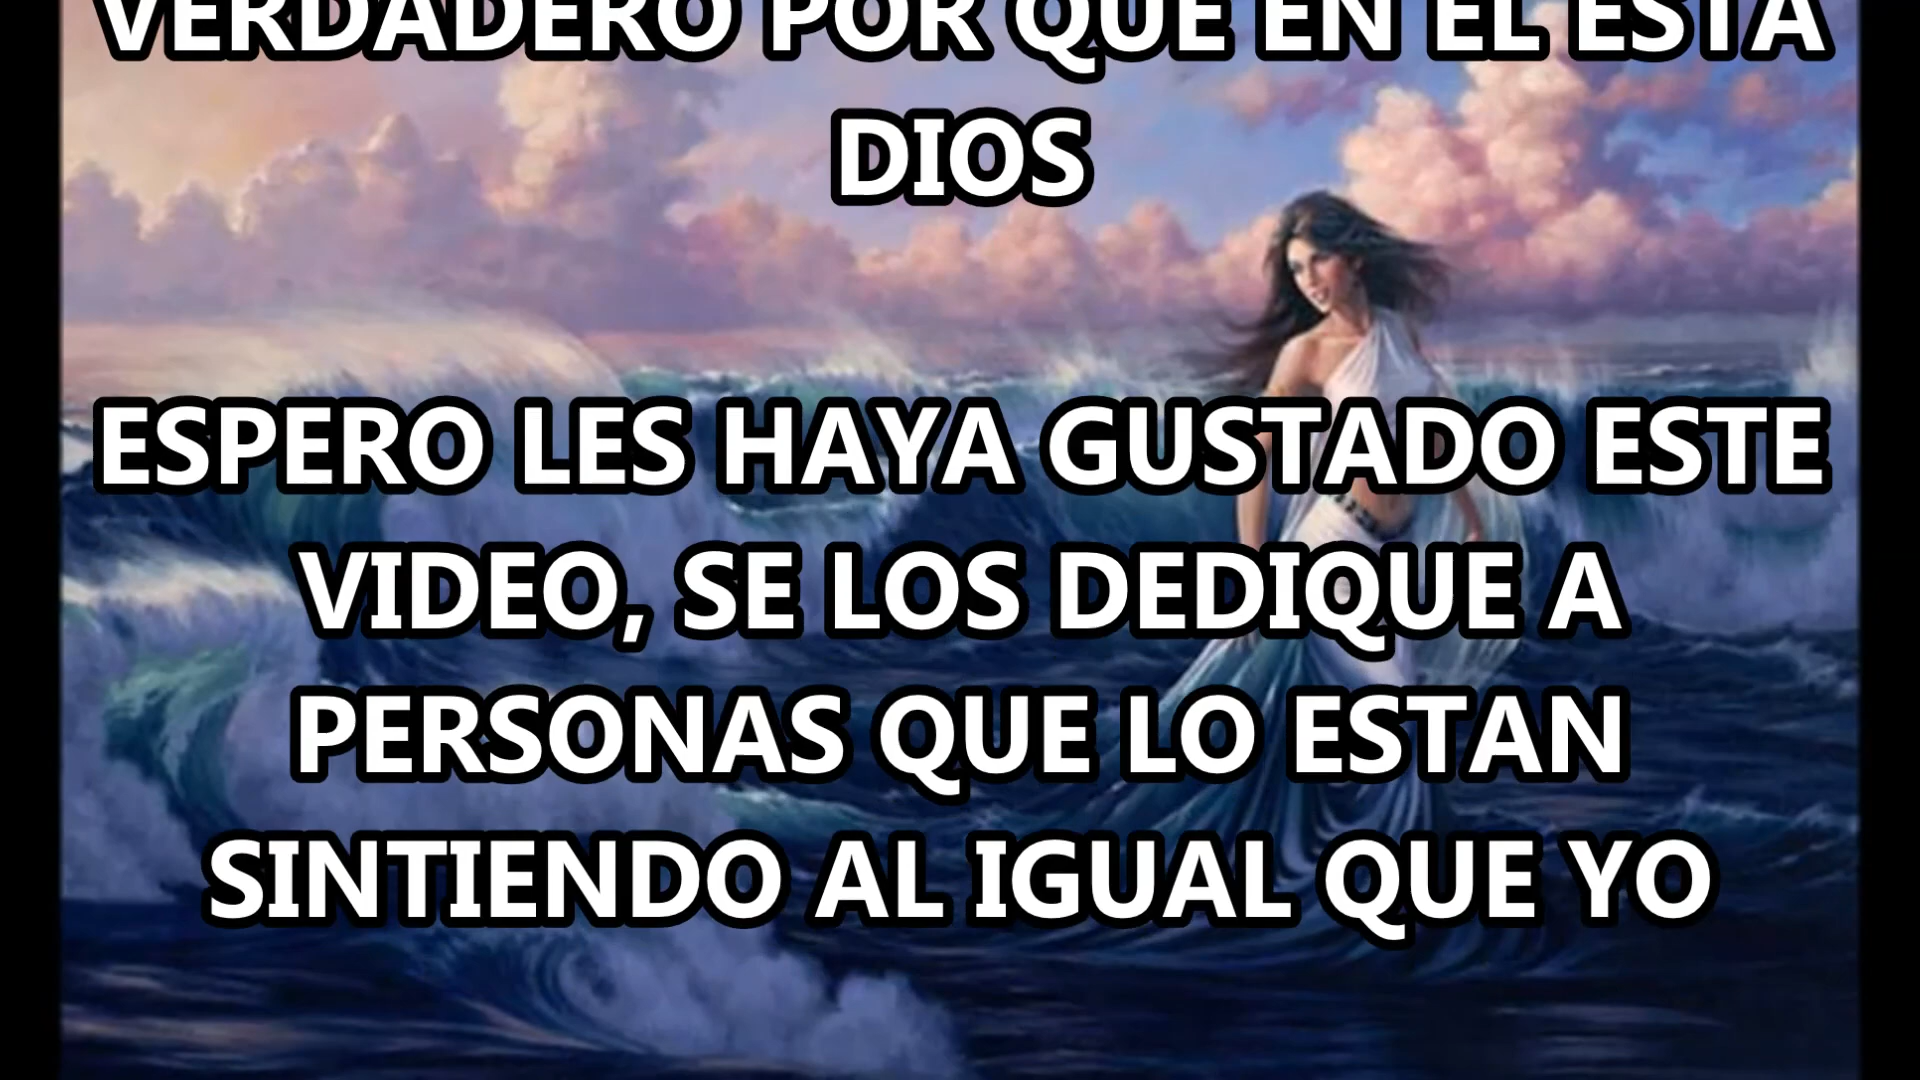 VERDADERO POR QUE EN EL ESTA
DIOS
ESPERO LES HAYA GUSTADO ESTE
VIDEO, SE LOS DEDIQUE A
PERSONAS QUE LO ESTAN
SINTIENDO AL IGUAL QUE YO